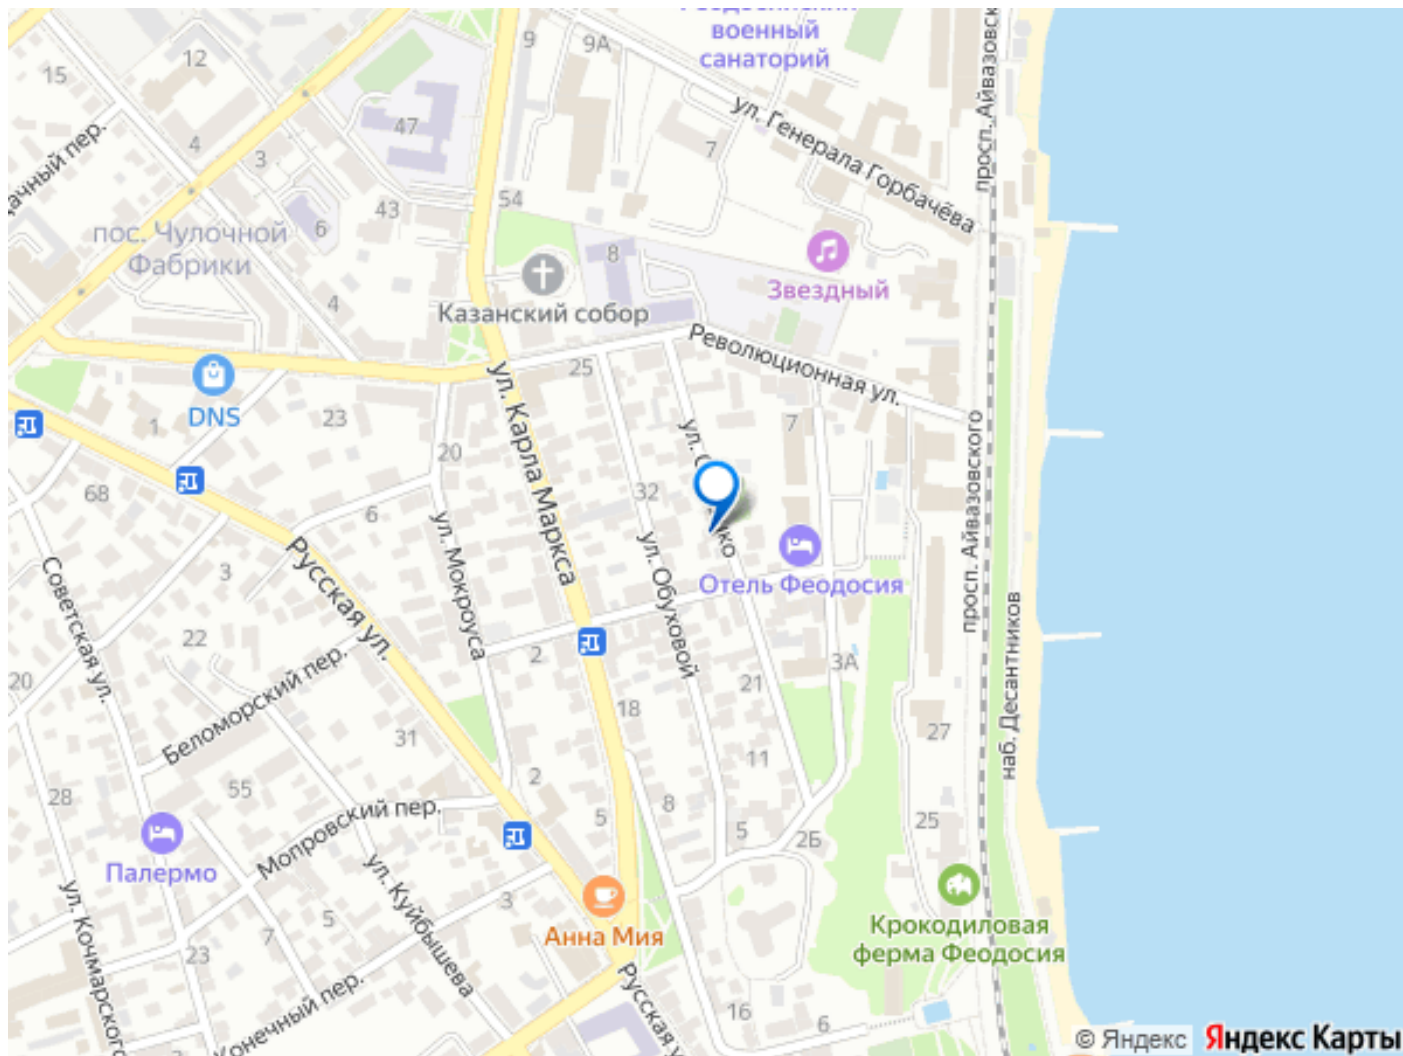 военный
санаторий
9
9А
12
15
просп. Айвазовск
ул. Генерала Горбачёва
47
4
3
7
54
43
6
8
пос. Чулочной
Фабрики
Звездный
Казанский собор
4
Революционная ул.
25
DNS
23
1
7
20
ул. Карла Маркса
просп. Айвазовского
68
6
32
ул. Мокроуса
ул. Обуховой
Отель Феодосия
Русская ул.
Советская ул.
3
22
2
3А
наб. Десантников
20
Беломорский пер.
21
18
31
27
11
28
55
2
8
5
5
2Б
25
Мопровский пер.
Палермо
ул. Куйбышева
ул. Кочмарского
Анна Мия
3
5
7
23
Крокодиловая
ферма Феодосия
Русская
16
6
© Яндекс
Яндекс Карты